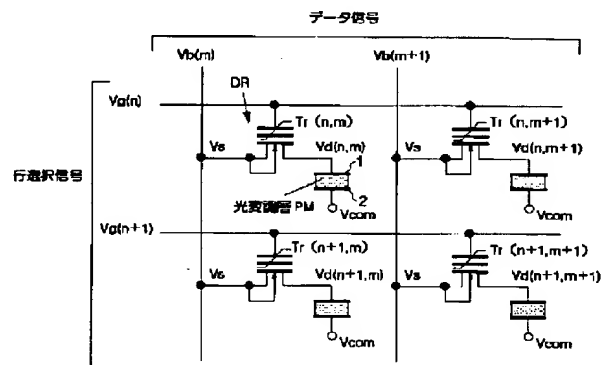 データ信号
Vb(m)
Vb(m+1)
Vg(n)
DR
Tr (n,m)
Tr (n,m+1)
Vs
Vd(n,m)
Vs
Vd(n,m+1)
1
行選択信号
光変調層 PM
2
Vcom
Vcom
Vg(n+1)
Tr (n+1,m)
Tr (n+1,m+1)
Vs
Vd(n+1,m)
Vs
Vd(n+1,m+1)
Vcom
Vcom